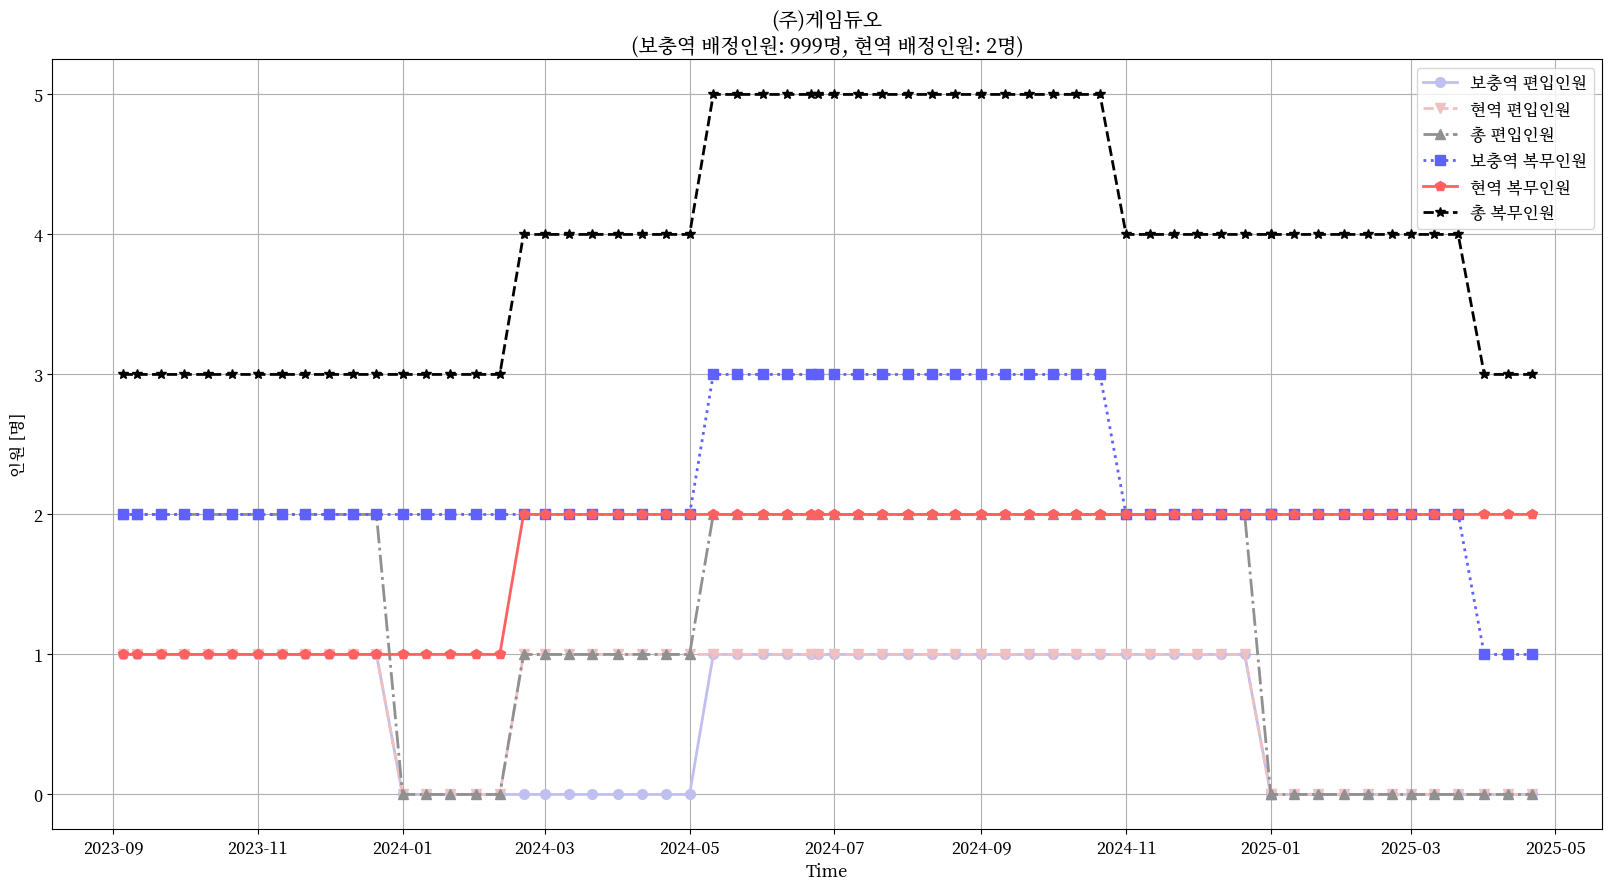 (주)게임듀오
(보충역 배정인원: 999명, 현역 배정인원: 2명)
보충역 편입인원
현역 편입인원
총 편입인원
보충역 복무인원
현역 복무인원
총 복무인원
인원 [명]
5
4
3
2
1
0
2023-09
2023-11
2024-01
2024-03
2024-05
2024-07
2024-09
2024-11
2025-01
2025-03
2025-05
Time